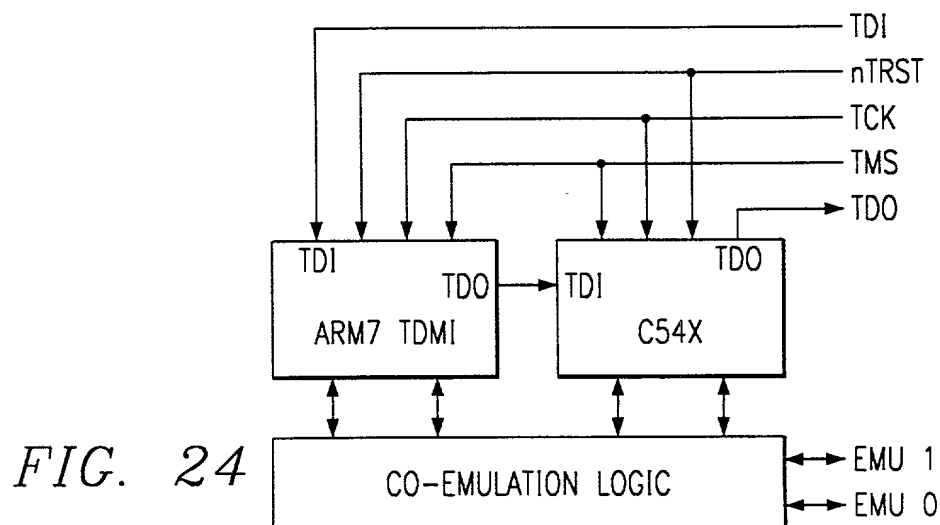 TDI
nTRST
TCK
TMS
TDO
TDI
TDO
TDO
TDI
ARM7 TDMI
C54X
FIG. 24
CO-EMULATION LOGIC
EMU 1
EMU 0